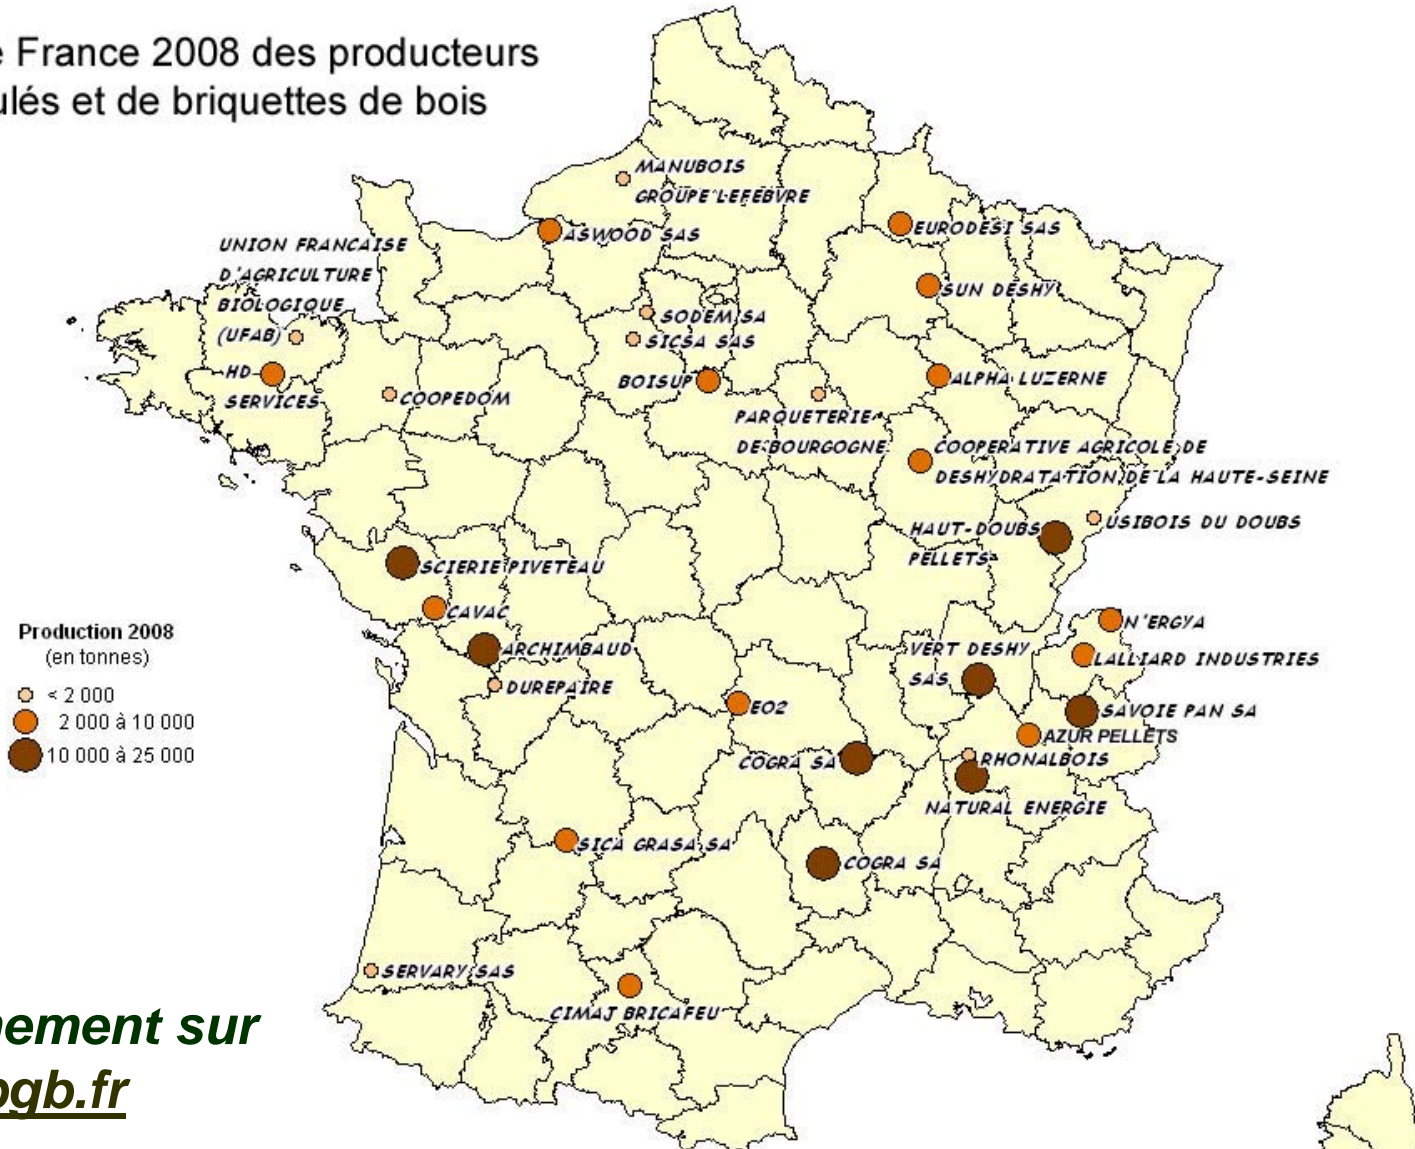 e France 2008 des producteurs
ulés et de briquettes de bois
MANUBOIS
GROUPE LEFEBVRE
ASWOOD SAS
EURODESI SAS
UNION FRANCAISE
D'AGRICULTURE
BIOLOGIQUE
(UFAB)
SUN DESHY
SODEM SA
SICSA SAS
HD
SERVICES
BOISUP
ALPHA LUZERNE
COOPEDOM
PARQUETERIE
DE BOURGOGNE
COOPERATIVE AGRICOLE DE
DESHYDRATATION DE LA HAUTE-SEINE
USIBOIS DU DOUBS
HAUT-DOUBS
PELLETS
SCIERIE PIVETEAU
CAVAC
N'ERGYA
Production 2008
(en tonnes)
< 2 000
2 000 à 10 000
10 000 à 25 000
ARCHIMBAUD
VERT DESHY
SAS
LALLIARD INDUSTRIES
DUREPAIRE
EO2
SAVOIE PAN SA
AZUR PELLETS
COGRA SA
RHONALBOIS
NATURAL ENERGIE
SICA GRASA SA
COGRA SA
SERVARY SAS
CIMAJ BRICAFEU
nement sur
ogb.fr